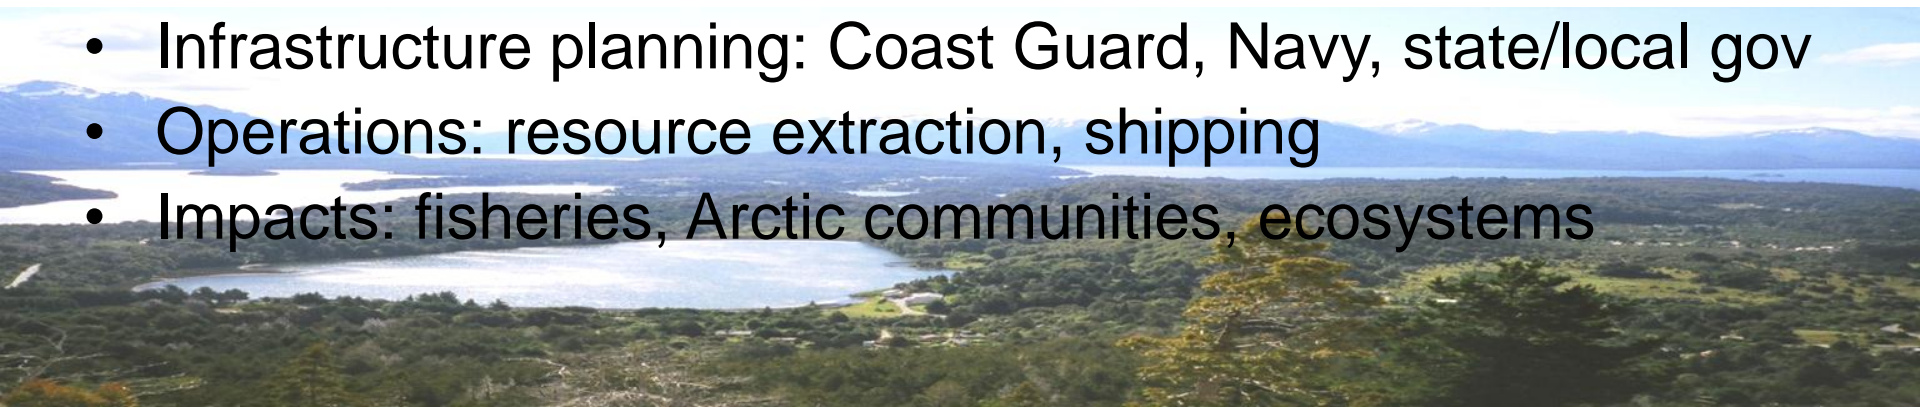 • Infrastructure planning: Coast Guard, Navy, state/local gov
• Operations: resource extraction, shipping
• Impacts: fisheries, Arctic communities, ecosystems